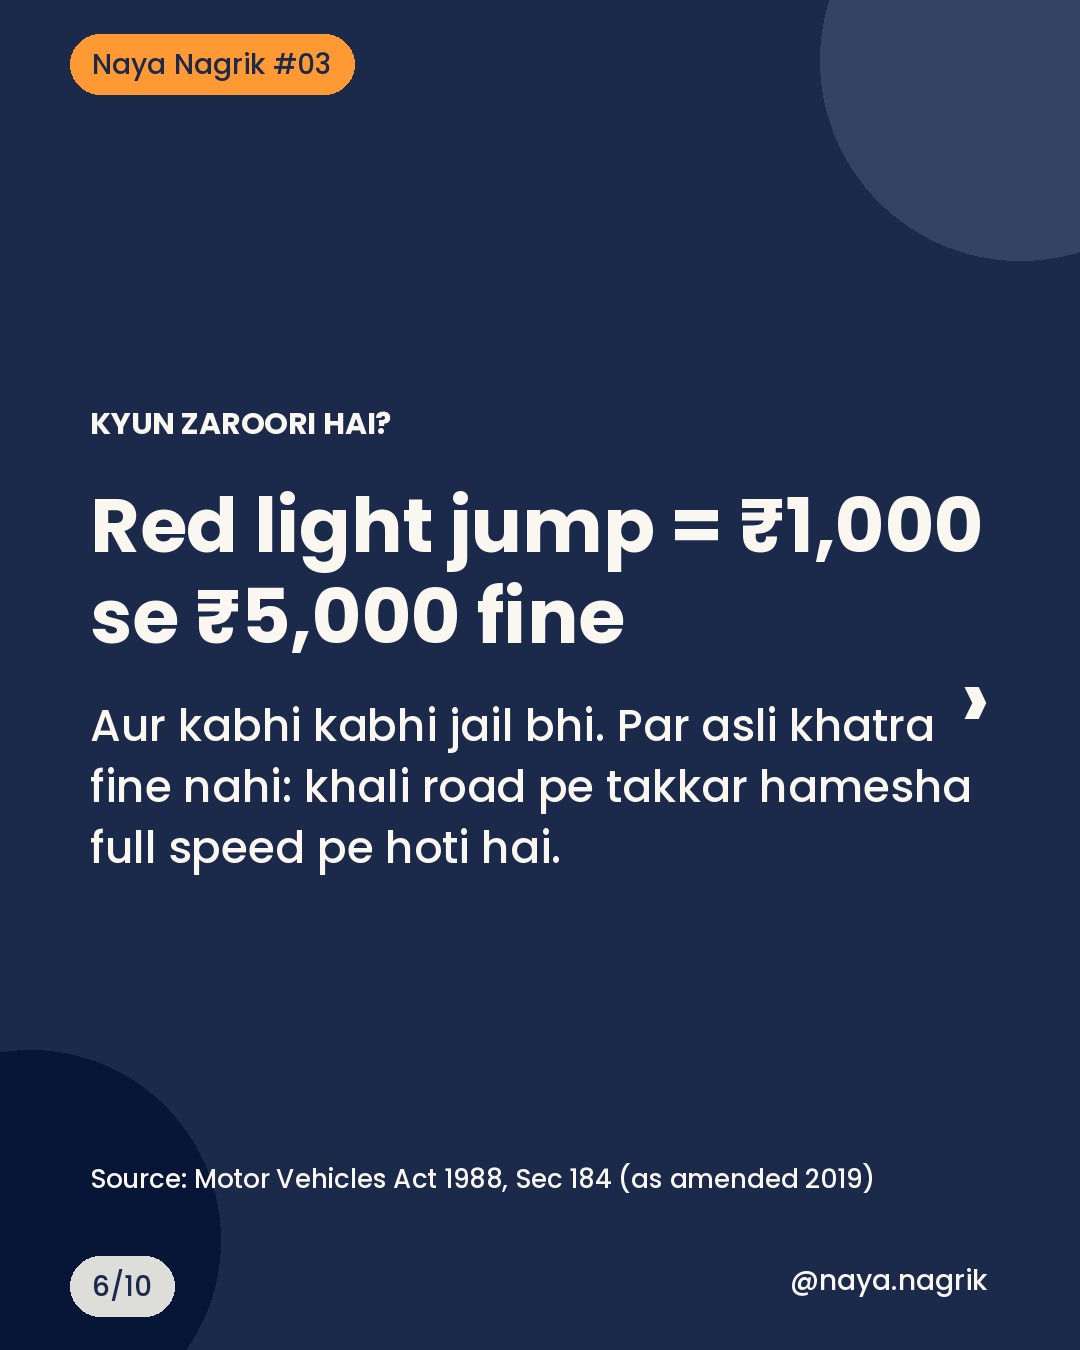 Naya Nagrik #03
KYUN ZAROORI HAI?
Red light jump = ₹1,000
se ₹5,000 fine
Aur kabhi kabhi jail bhi. Par asli khatra
fine nahi: khali road pe takkar hamesha
full speed pe hoti hai.
Source: Motor Vehicles Act 1988, Sec 184 (as amended 2019)
6/10
@naya.nagrik